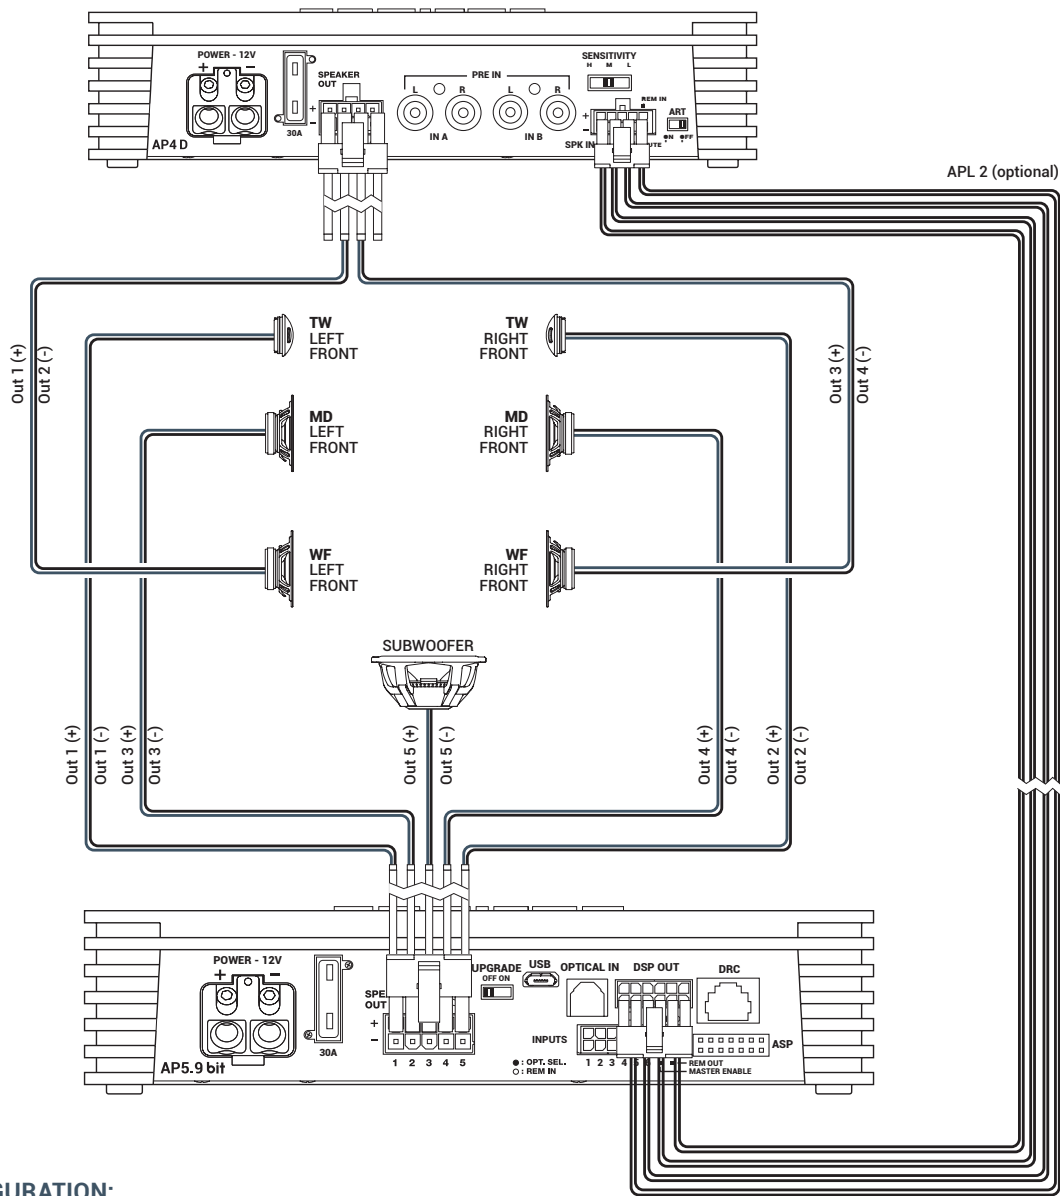 POWER - 12V
+ −
30A
AP4 D
SPEAKER
OUT
+
−
PRE IN
L R L R
IN A IN B
SENSITIVITY
H M L
REM IN
ART
ON OFF
+
−
SPK IN
APL 2 (optional)
Out 1 (+)
Out 2 (-)
TW
LEFT
FRONT
TW
RIGHT
FRONT
Out 3 (+)
Out 4 (-)
MD
LEFT
FRONT
MD
RIGHT
FRONT
WF
LEFT
FRONT
WF
RIGHT
FRONT
SUBWOOFER
Out 1 (+)
Out 1 (-)
Out 3 (+)
Out 3 (-)
Out 5 (+)
Out 5 (-)
Out 4 (+)
Out 4 (-)
Out 2 (+)
Out 2 (-)
POWER - 12V
+ −
30A
AP5.9 bit
SPE
OUT
+
−
1 2 3 4 5
UPGRADE
OFF ON
USB
OPTICAL IN
DSP OUT
DRC
INPUTS
1 2 3 4 5 6
ASP
● : OPT. SEL.
○ : REM IN
REM OUT
MASTER ENABLE
GURATION: